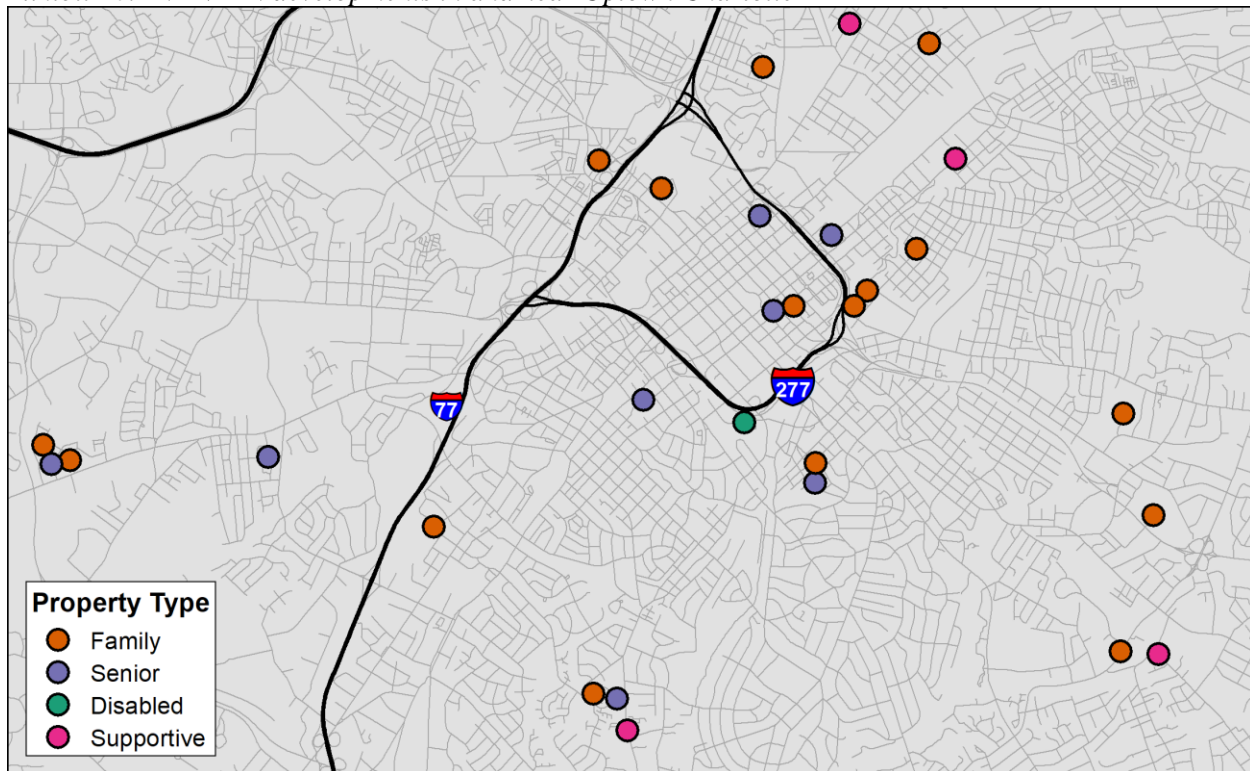 277
77
Property Type
Family
Senior
Disabled
Supportive